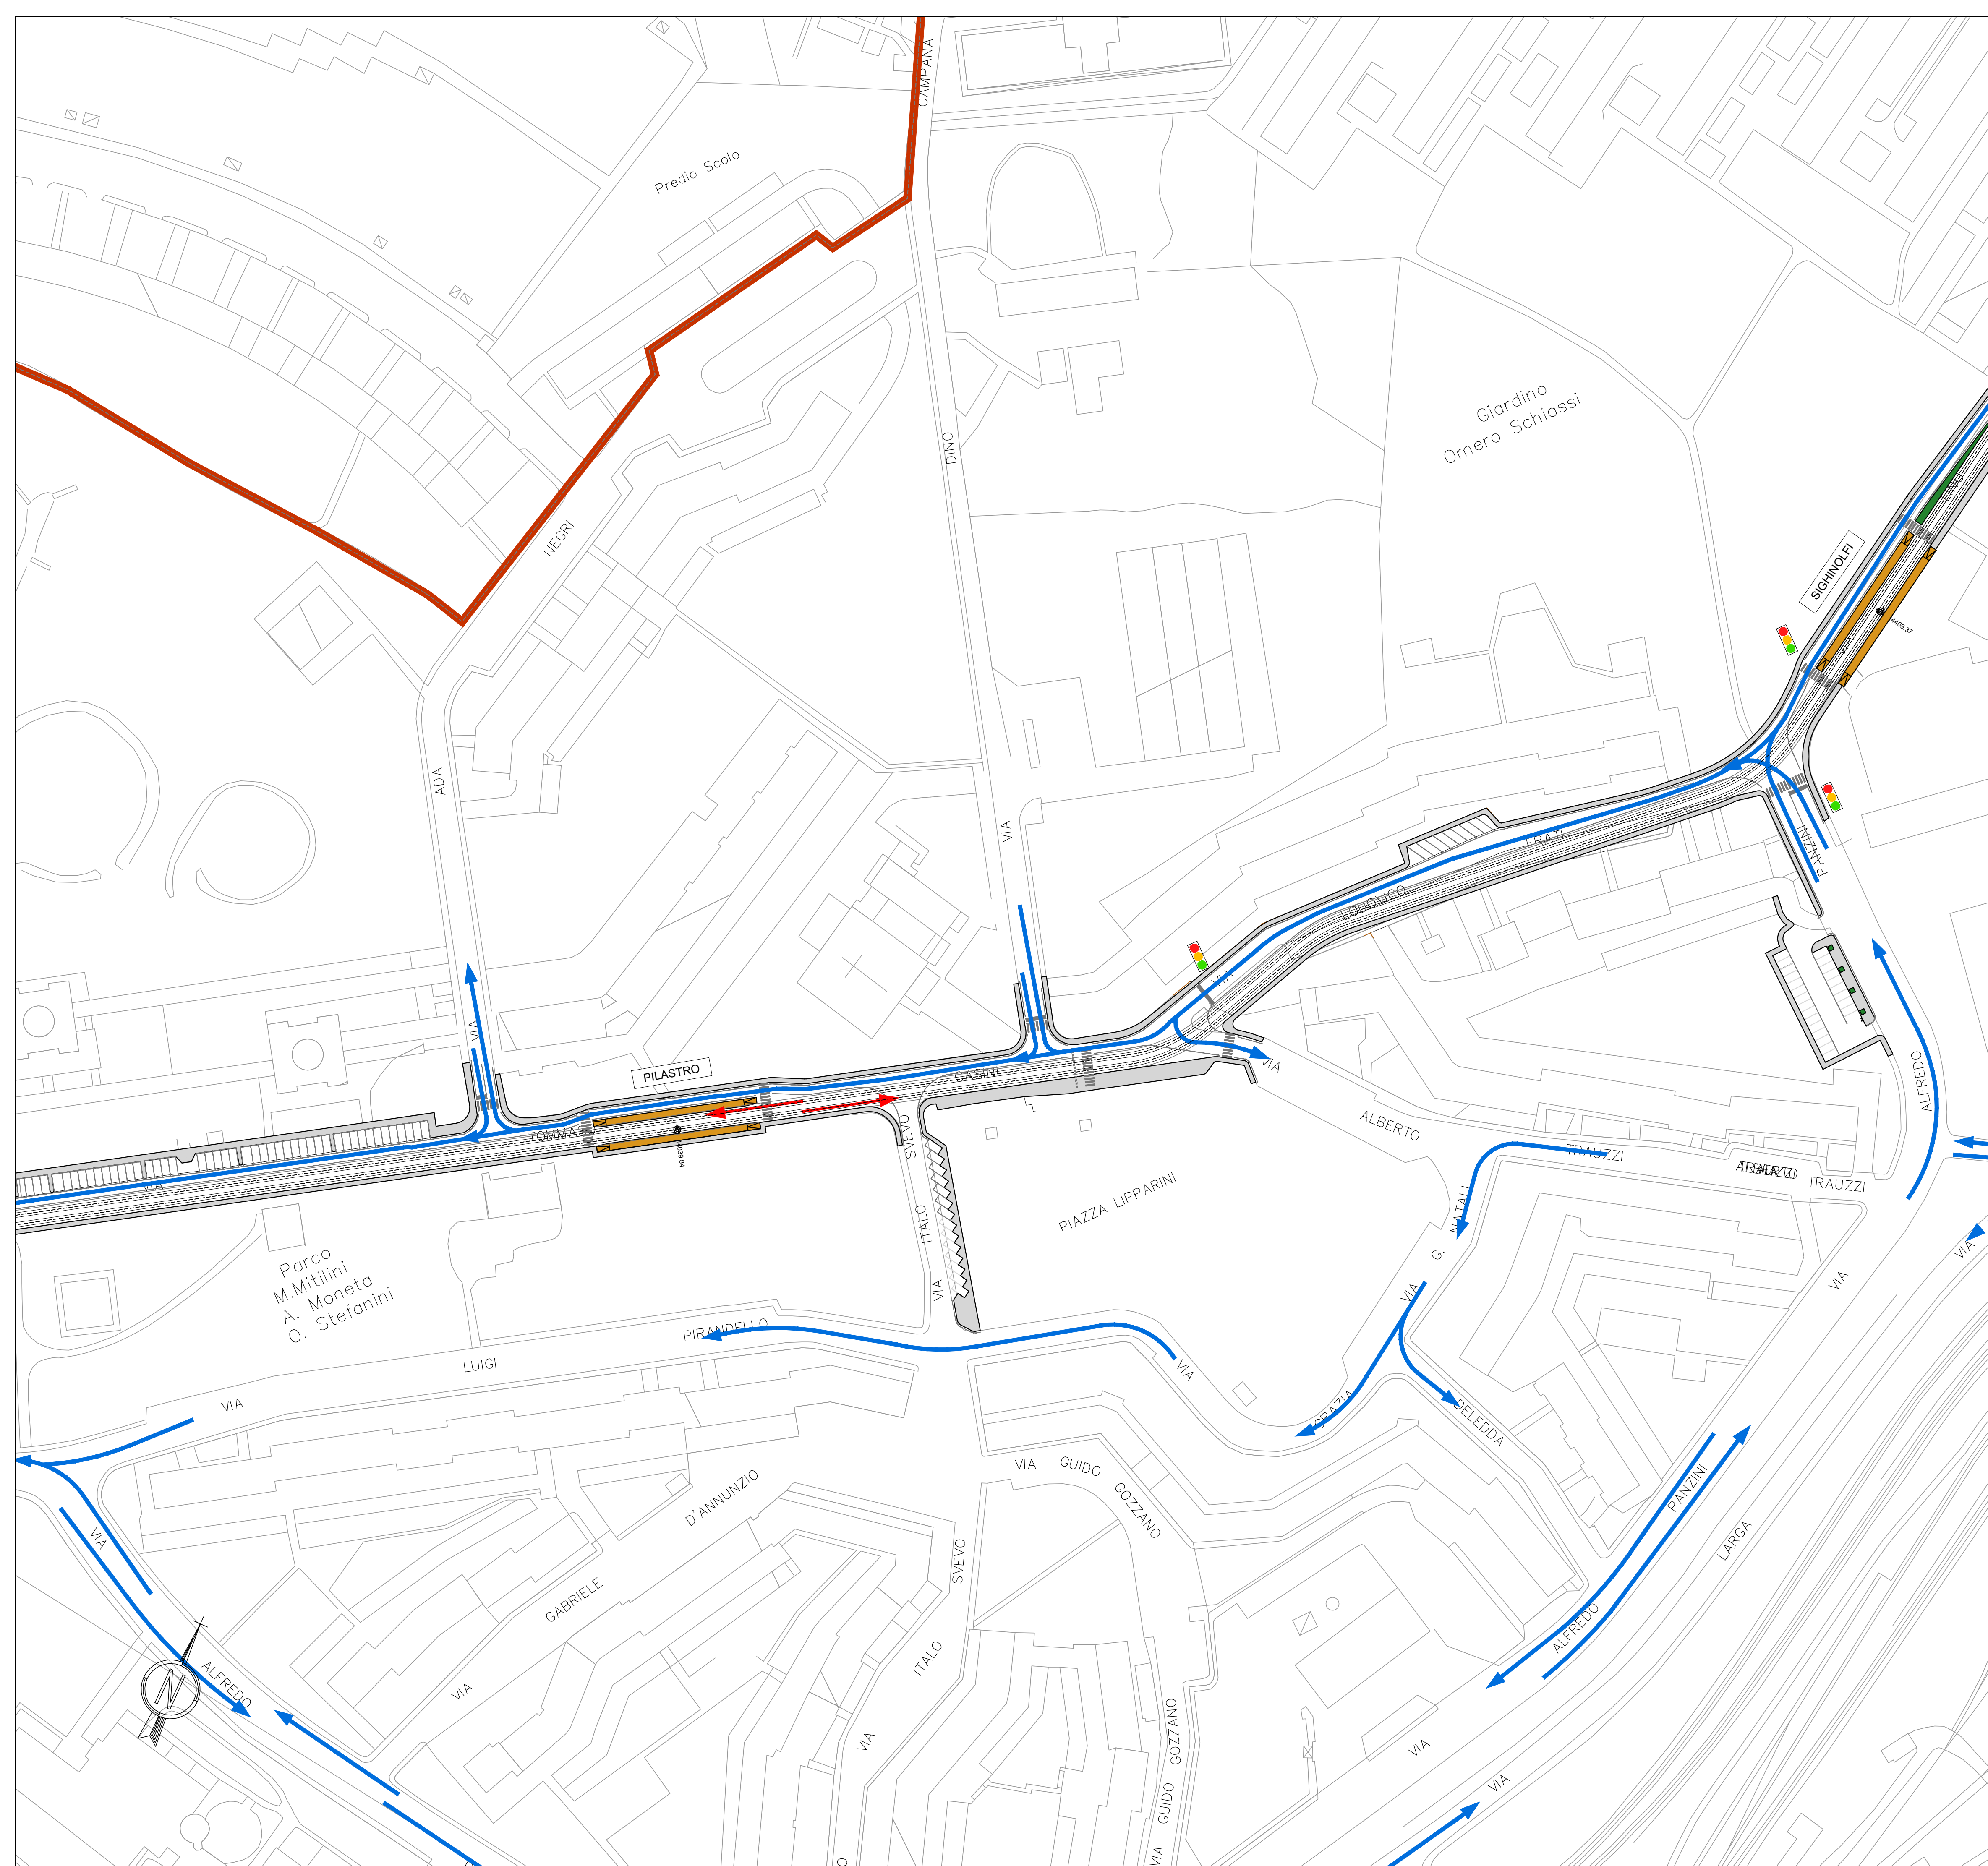 CAMPANA
Predio Scolo
Giardino
Omero Schiassi
DINO
NEGRI
SIGHINOLFI
4469.37
ADA
VIA
FRATI
PANZINI
LODOVICO
VIA
VIA
PILASTRO
CASINI
VIA
TOMMASO
SVEVO
ALBERTO
ALFREDO
TRAUZZI
TRAUZZI
VIA
PIAZZA LIPPARINI
ITALO
NATALI
G.
VIA
VIA
VIA
VIA
Parco
M.Mitilini
A. Moneta
O. Stefanini
PIRANDELLO
LUIGI
VIA
VIA
GRAZIA
DELEDDA
VIA GUIDO
GOZZANO
D'ANNUNZIO
PANZINI
LARGA
VIA
SVEVO
GABRIELE
ALFREDO
ITALO
ALFREDO
VIA
VIA
VIA
VIA
VIA GUIDO GOZZANO
N